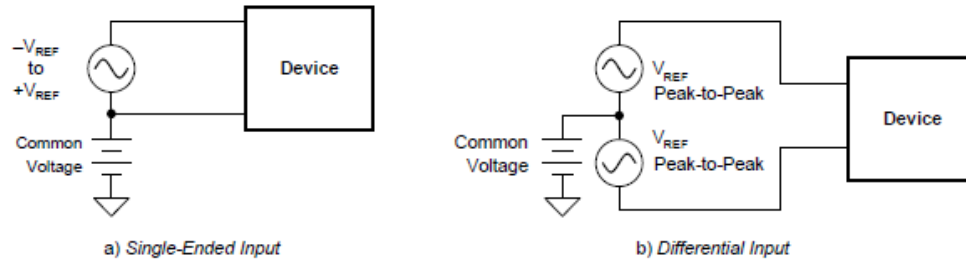 –VREF
to
+VREF
Device
Common
Voltage
a) Single-Ended Input
VREF
Peak-to-Peak
VREF
Peak-to-Peak
Common
Voltage
Device
b) Differential Input